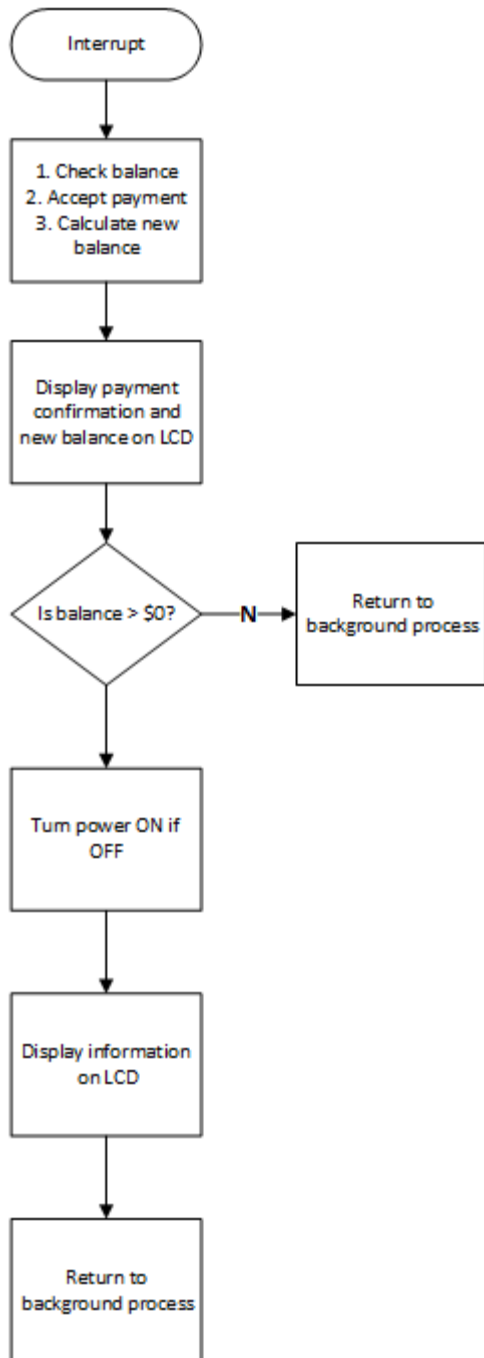 Interrupt
1. Check balance
2. Accept payment
3. Calculate new
balance
Display payment
confirmation and
new balance on LCD
Is balance > $0?
N
Return to
background process
Turn power ON if
OFF
Display information
on LCD
Return to
background process